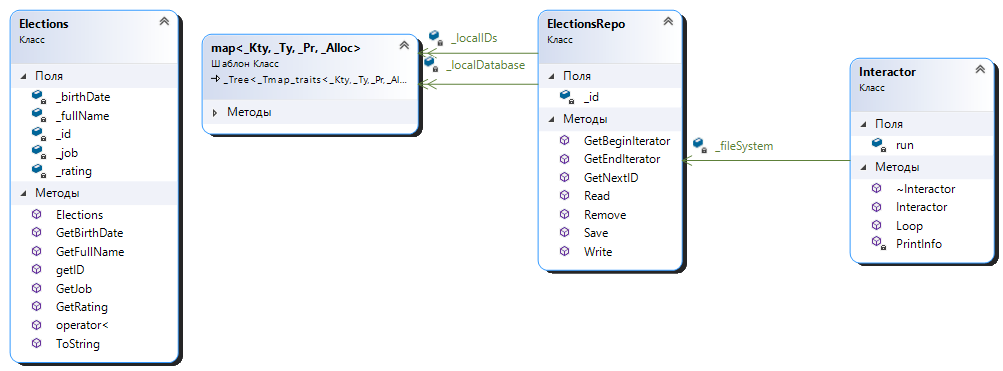 Elections
Класс
Поля
_birthDate
_fullName
_id
_job
_rating
Методы
Elections
GetBirthDate
GetFullName
getID
GetJob
GetRating
operator<
ToString
map<_Kty, _Ty, _Pr, _Alloc>
Шаблон Класс
_Tree<_Tmap_traits<_Kty,_Ty,_Pr,_Al...
Методы
_localIDs
_localDatabase
ElectionsRepo
Класс
Поля
_id
Методы
GetBeginIterator
GetEndIterator
GetNextID
Read
Remove
Save
Write
_fileSystem
Interactor
Класс
Поля
run
Методы
~Interactor
Interactor
Loop
PrintInfo